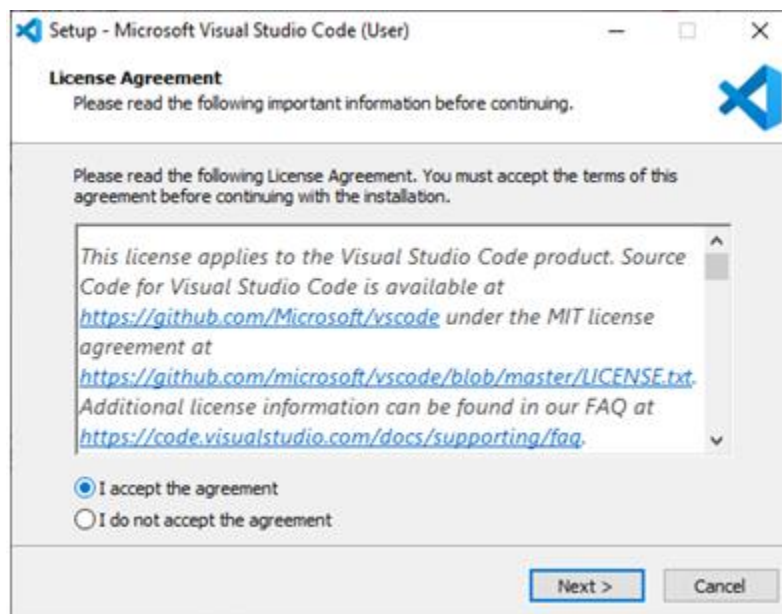 Setup - Microsoft Visual Studio Code (User)
License Agreement
Please read the following important information before continuing.
Please read the following License Agreement. You must accept the terms of this
agreement before continuing with the installation.
This license applies to the Visual Studio Code product. Source
Code for Visual Studio Code is available at
https://github.com/Microsoft/vscode under the MIT license
agreement at
https://github.com/microsoft/vscode/blob/master/LICENSE.txt.
Additional license information can be found in our FAQ at
https://code.visualstudio.com/docs/supporting/faq.
I accept the agreement
I do not accept the agreement
Next >
Cancel